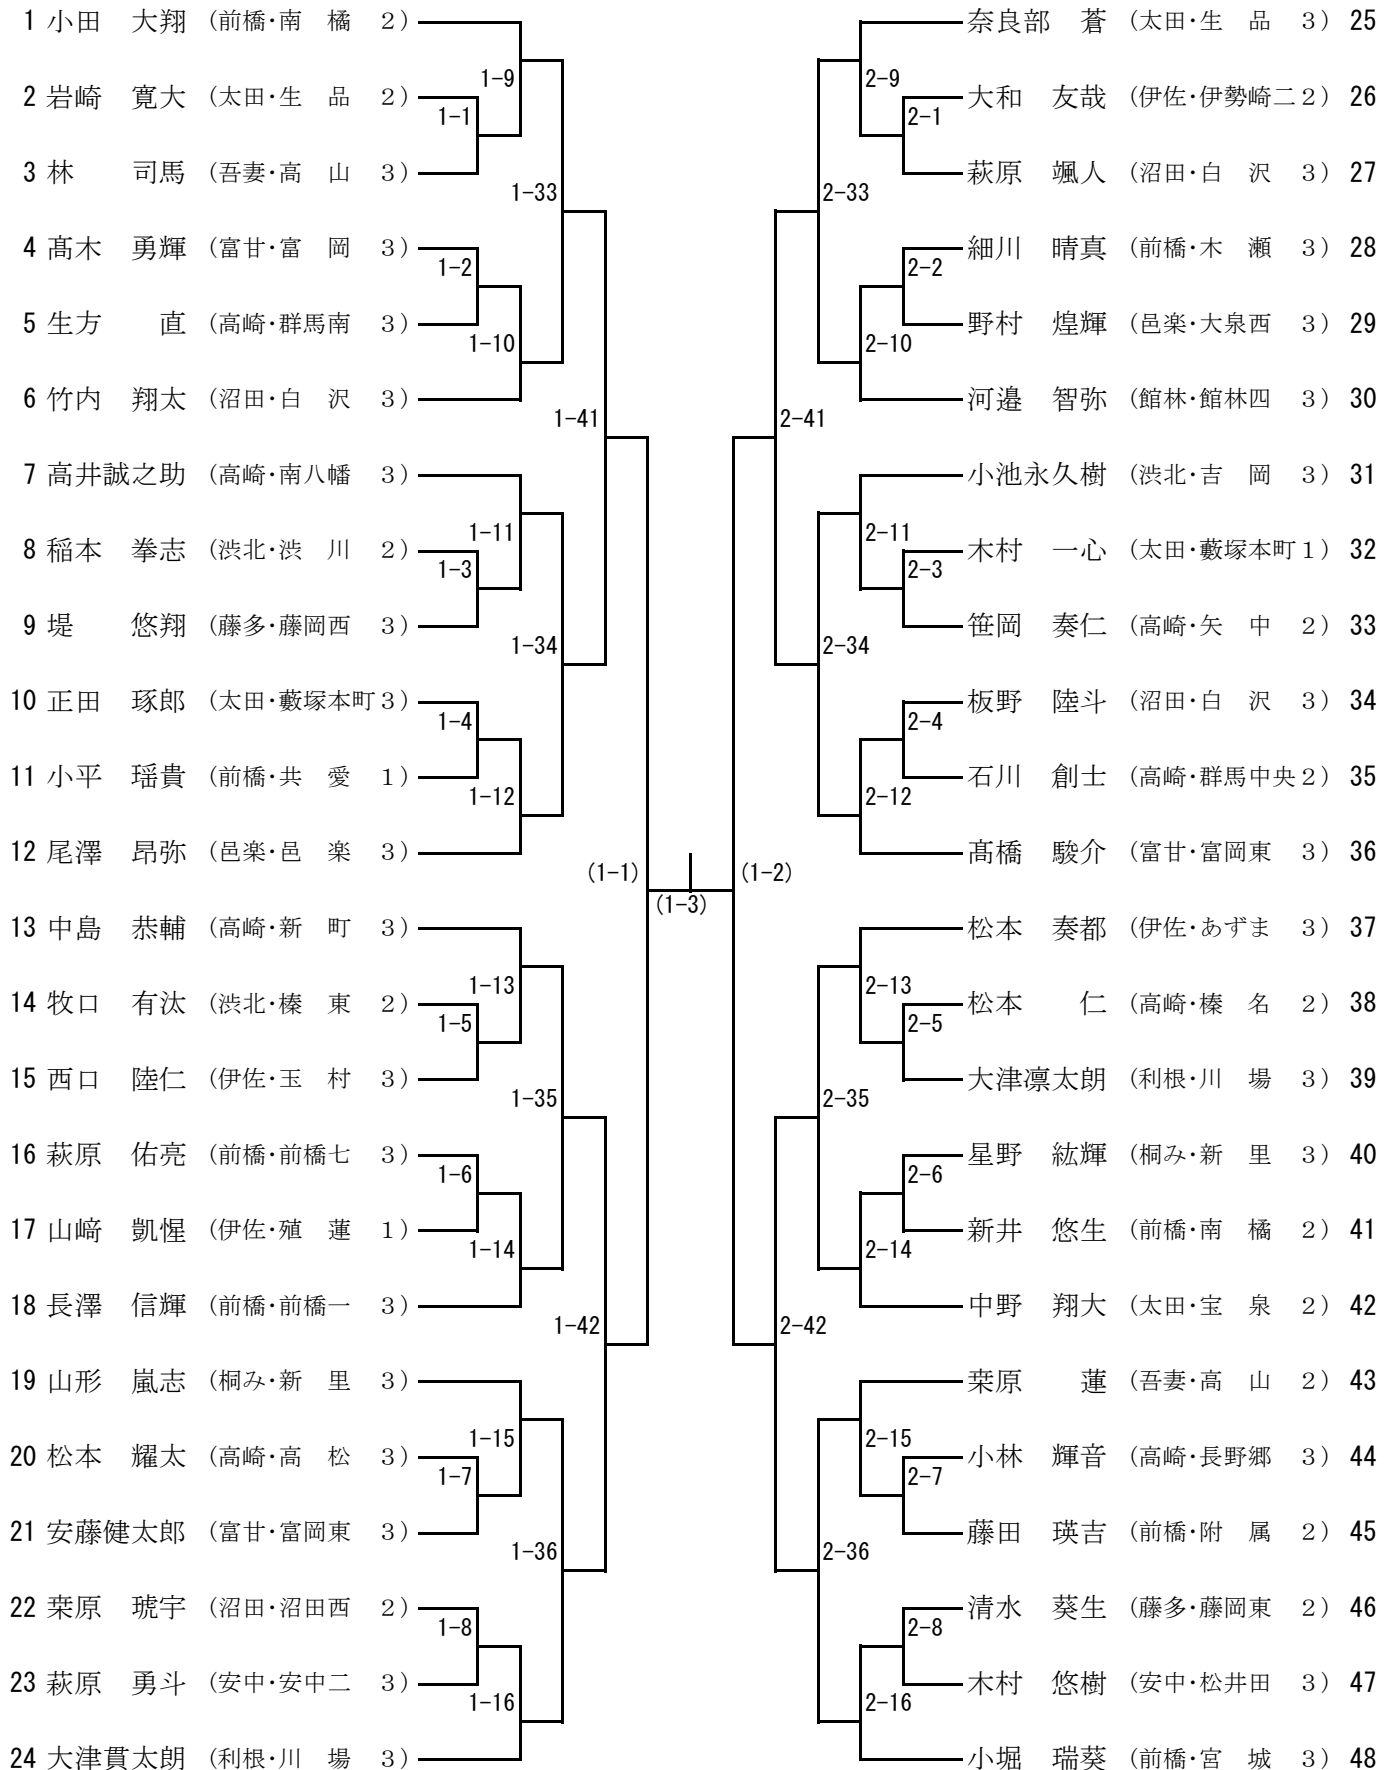 1 小田　大翔 (前橋・南　橘　2)
1-9
2 岩崎　寛大 (太田・生　品　2)
1-1
3 林　　司馬 (吾妻・高　山　3)
1-33
4 髙木　勇輝 (富甘・富　岡　3)
1-2
5 生方　　直 (高崎・群馬南　3)
1-10
6 竹内　翔太 (沼田・白　沢　3)
1-41
7 高井誠之助 (高崎・南八幡　3)
1-11
8 稲本　拳志 (渋北・渋　川　2)
1-3
9 堤　　悠翔 (藤多・藤岡西　3)
1-34
10 正田　琢郎 (太田・藪塚本町3)
1-4
11 小平　瑶貴 (前橋・共　愛　1)
1-12
12 尾澤　昂弥 (邑楽・邑　楽　3)
(1-1)
(1-3)
13 中島　恭輔 (高崎・新　町　3)
1-13
14 牧口　有汰 (渋北・榛　東　2)
1-5
15 西口　陸仁 (伊佐・玉　村　3)
1-35
16 萩原　佑亮 (前橋・前橋七　3)
1-6
17 山﨑　凱惺 (伊佐・殖　蓮　1)
1-14
18 長澤　信輝 (前橋・前橋一　3)
1-42
19 山形　嵐志 (桐み・新　里　3)
1-15
20 松本　耀太 (高崎・高　松　3)
1-7
21 安藤健太郎 (富甘・富岡東　3)
1-36
22 桒原　琥宇 (沼田・沼田西　2)
1-8
23 萩原　勇斗 (安中・安中二　3)
1-16
24 大津貫太朗 (利根・川　場　3)
奈良部　蒼 (太田・生　品　3) 25
2-9
大和　友哉 (伊佐・伊勢崎二2) 26
2-1
萩原　颯人 (沼田・白　沢　3) 27
2-33
細川　晴真 (前橋・木　瀬　3) 28
2-2
野村　煌輝 (邑楽・大泉西　3) 29
2-10
河邉　智弥 (館林・館林四　3) 30
2-41
小池永久樹 (渋北・吉　岡　3) 31
2-11
木村　一心 (太田・藪塚本町1) 32
2-3
笹岡　奏仁 (高崎・矢　中　2) 33
2-34
板野　陸斗 (沼田・白　沢　3) 34
2-4
石川　創士 (高崎・群馬中央2) 35
2-12
髙橋　駿介 (富甘・富岡東　3) 36
(1-2)
松本　奏都 (伊佐・あずま　3) 37
2-13
松本　　仁 (高崎・榛　名　2) 38
2-5
大津凛太朗 (利根・川　場　3) 39
2-35
星野　紘輝 (桐み・新　里　3) 40
2-6
新井　悠生 (前橋・南　橘　2) 41
2-14
中野　翔大 (太田・宝　泉　2) 42
2-42
桒原　　蓮 (吾妻・高　山　2) 43
2-15
小林　輝音 (高崎・長野郷　3) 44
2-7
藤田　瑛吉 (前橋・附　属　2) 45
2-36
清水　葵生 (藤多・藤岡東　2) 46
2-8
木村　悠樹 (安中・松井田　3) 47
2-16
小堀　瑞葵 (前橋・宮　城　3) 48